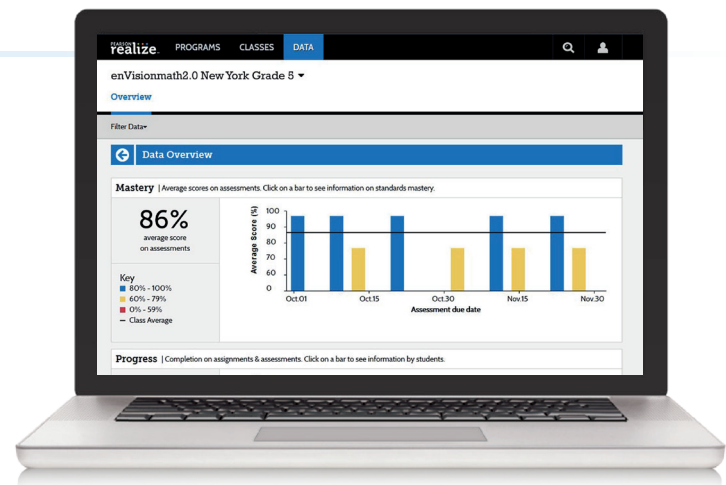 PEARSON
realize. PROGRAMS CLASSES DATA
enVisionmath2.0 New York Grade 5
Overview
Filter Data
Data Overview
Mastery | Average scores on assessments. Click on a bar to see information on standards mastery.
86%
average score
on assessments
Key
80% - 100%
60% - 79%
0% - 59%
Class Average
Average Score (%)
100
90
80
70
60
0
Oct.01 Oct.15 Oct.30 Nov.15 Nov.30
Assessment due date
Progress | Completion on assignments & assessments. Click on a bar to see information by students.